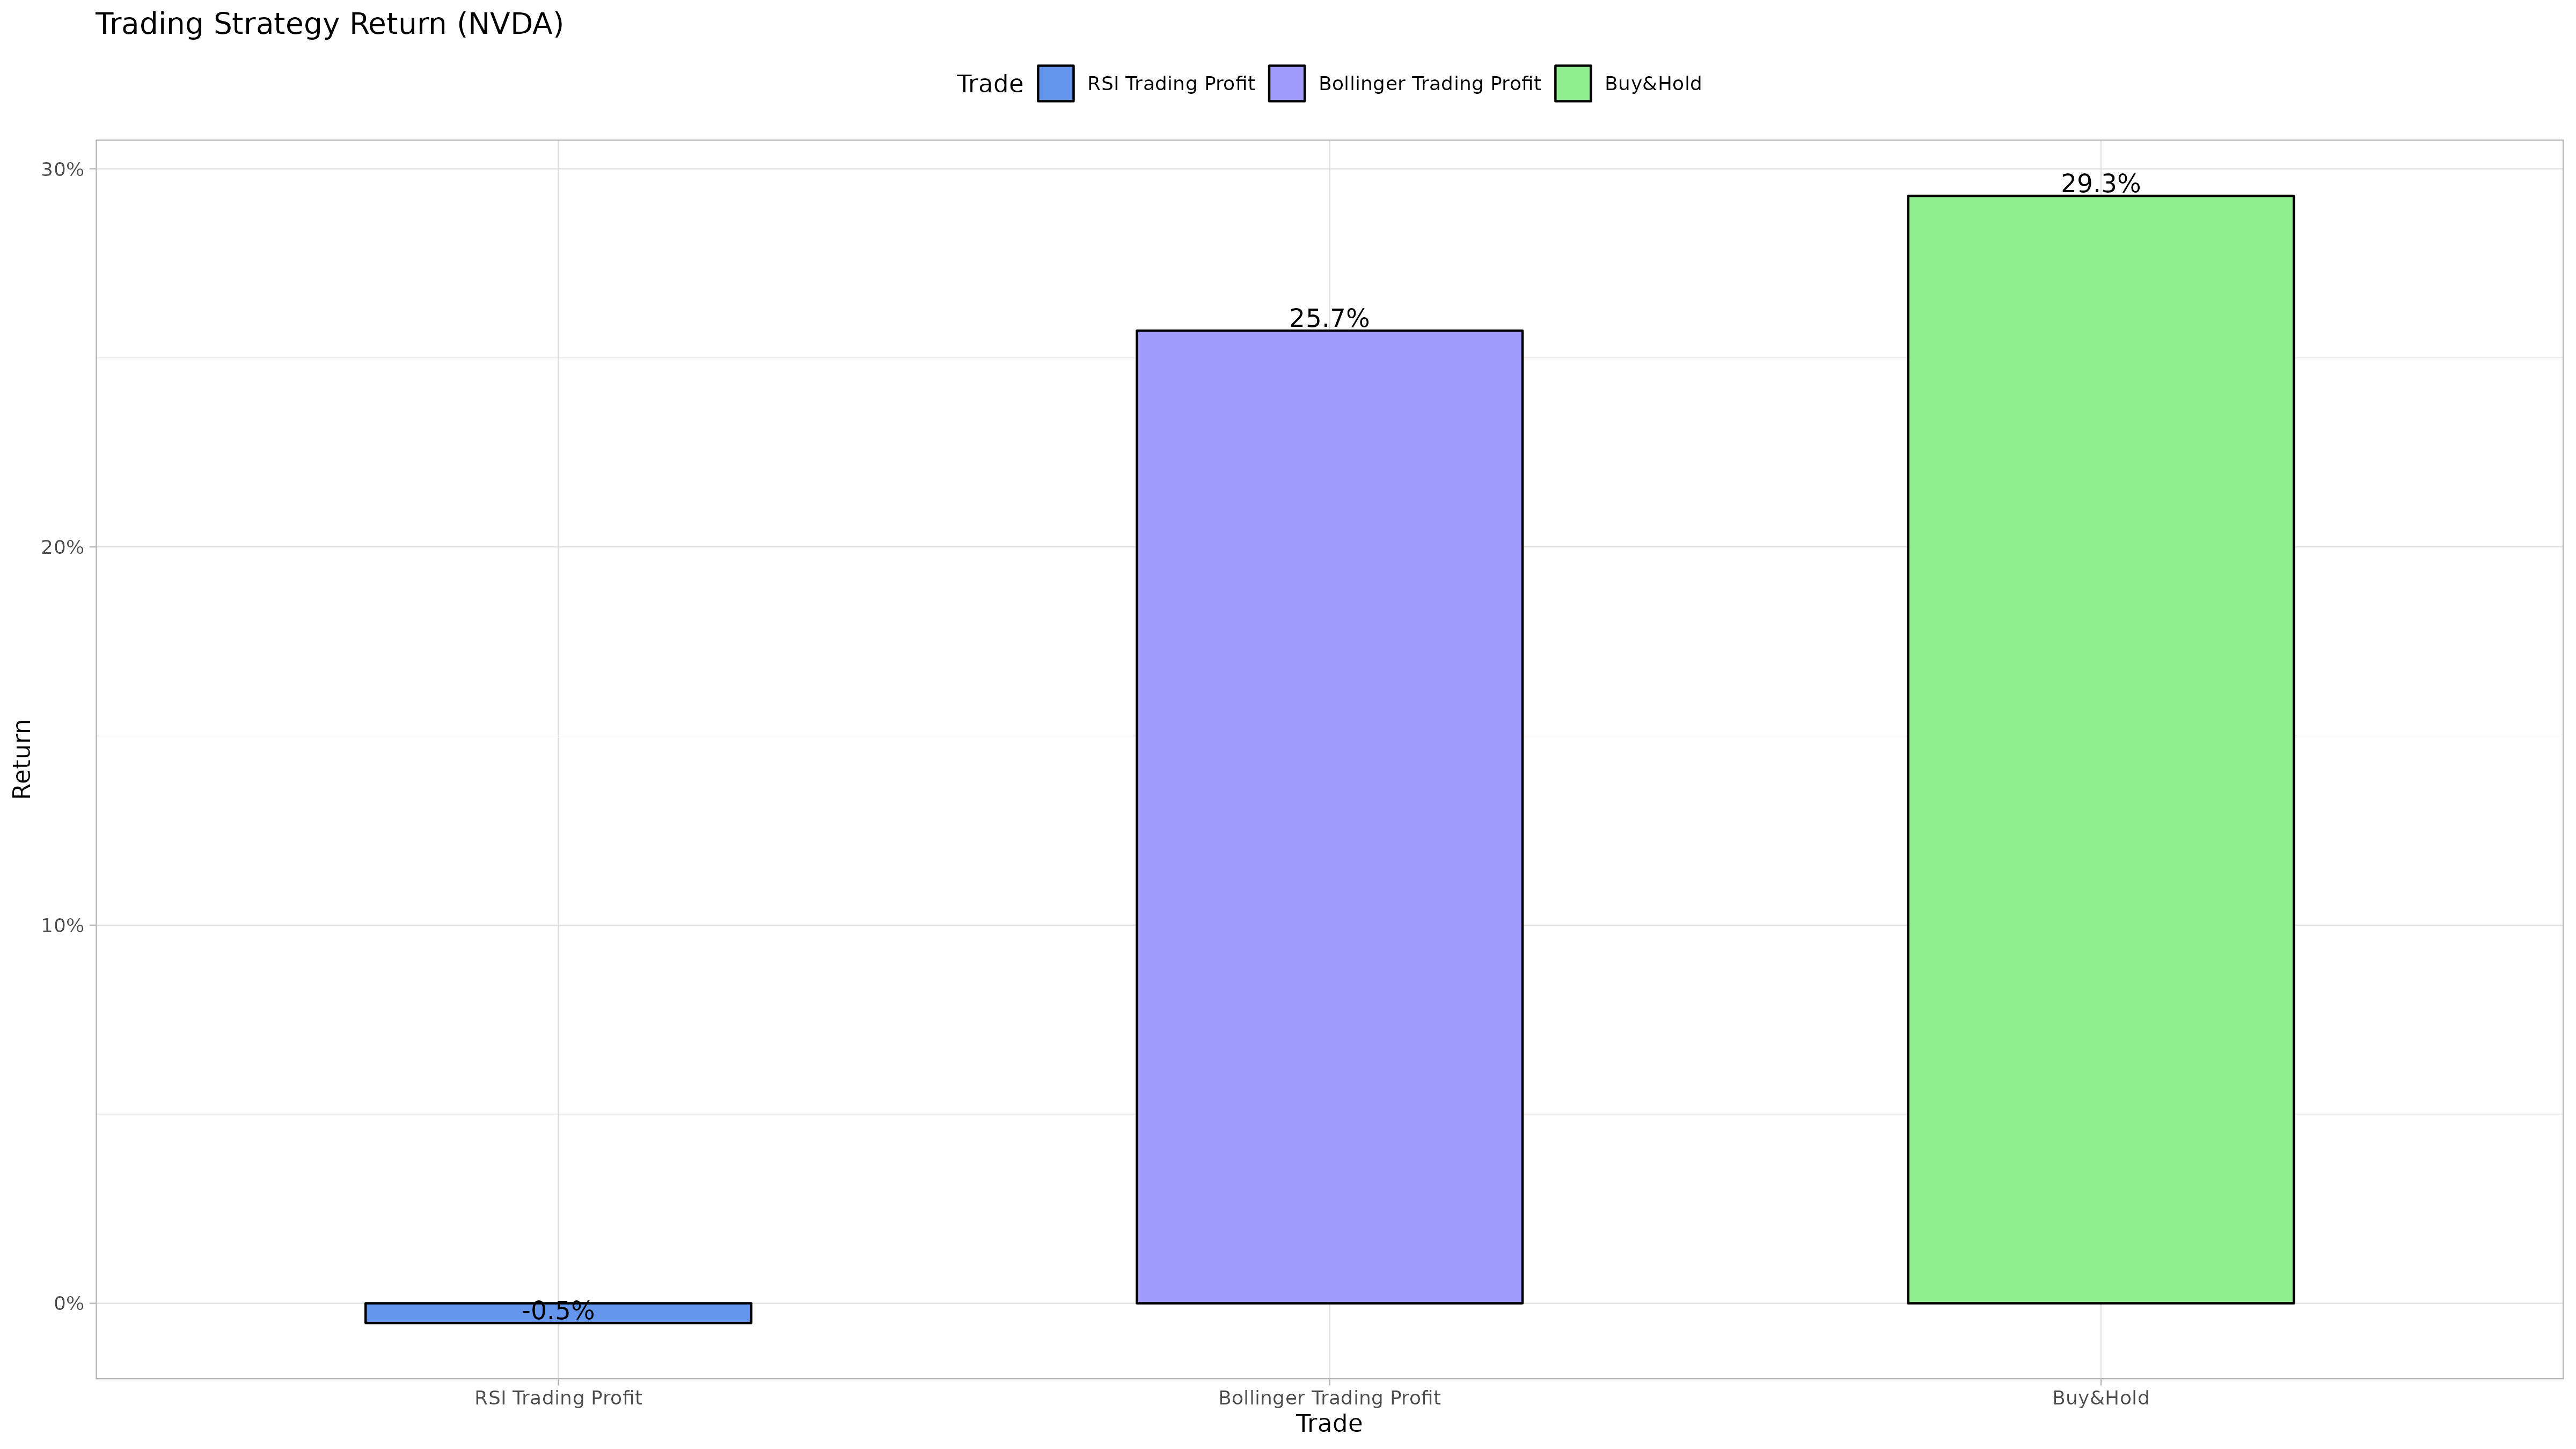 Trading Strategy Return (NVDA)
Trade RSI Trading Profit Bollinger Trading Profit Buy&Hold
30%
29.3%
25.7%
20%
Return
10%
0%
-0.5%
RSI Trading Profit Bollinger Trading Profit Buy&Hold
Trade